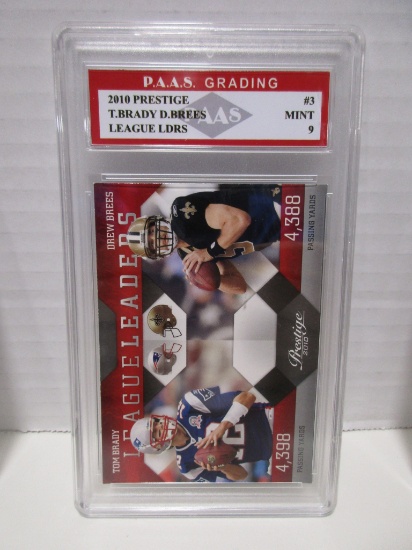 P.A.A.S. GRADING
2010 PRESTIGE #3
T.BRADY D.BREES MINT
LEAGUE LDRS 9
PAAS
LEAGUE LEADERS
DREW BREES
4,388
PASSING YARDS
Prestige
2010
TOM BRADY
4,398
PASSING YARDS
12